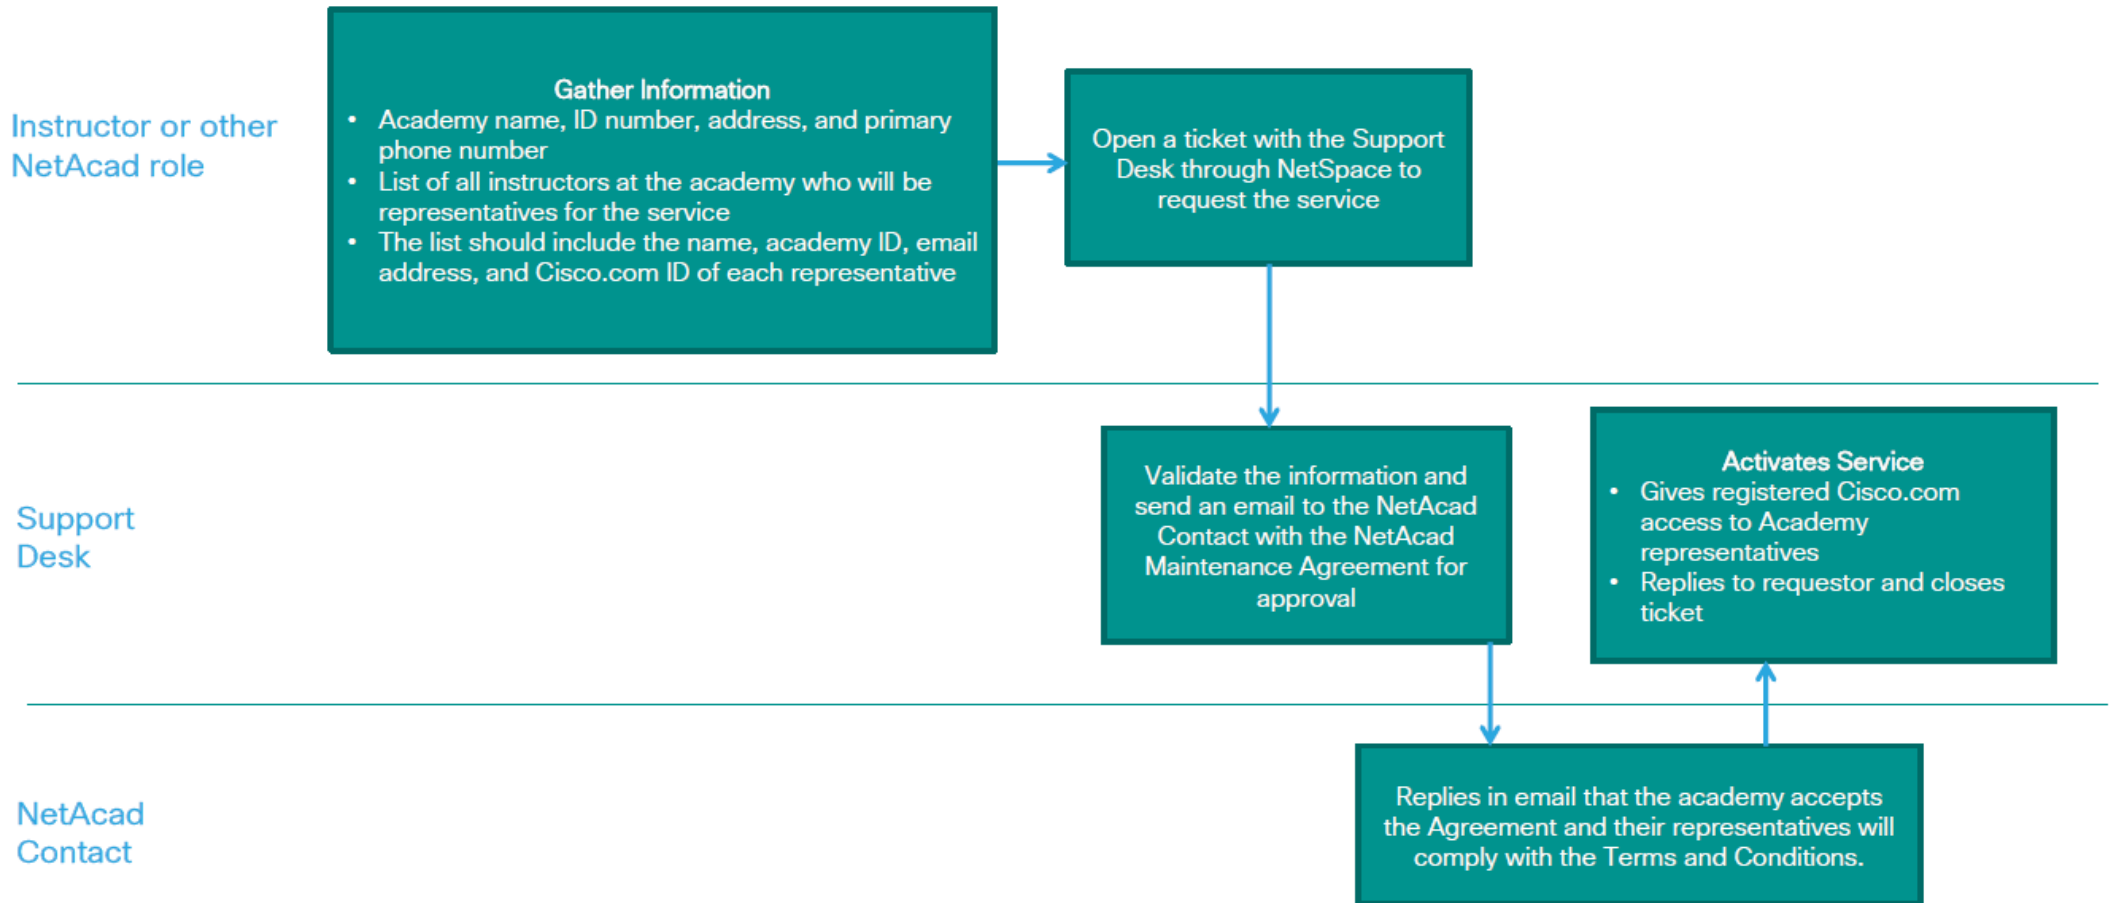 Instructor or other
NetAcad role
Gather Information
• Academy name, ID number, address, and primary
phone number
• List of all instructors at the academy who will be
representatives for the service
• The list should include the name, academy ID, email
address, and Cisco.com ID of each representative
Open a ticket with the Support
Desk through NetSpace to
request the service
Support
Desk
Validate the information and
send an email to the NetAcad
Contact with the NetAcad
Maintenance Agreement for
approval
Activates Service
• Gives registered Cisco.com
access to Academy
representatives
• Replies to requestor and closes
ticket
NetAcad
Contact
Replies in email that the academy accepts
the Agreement and their representatives will
comply with the Terms and Conditions.